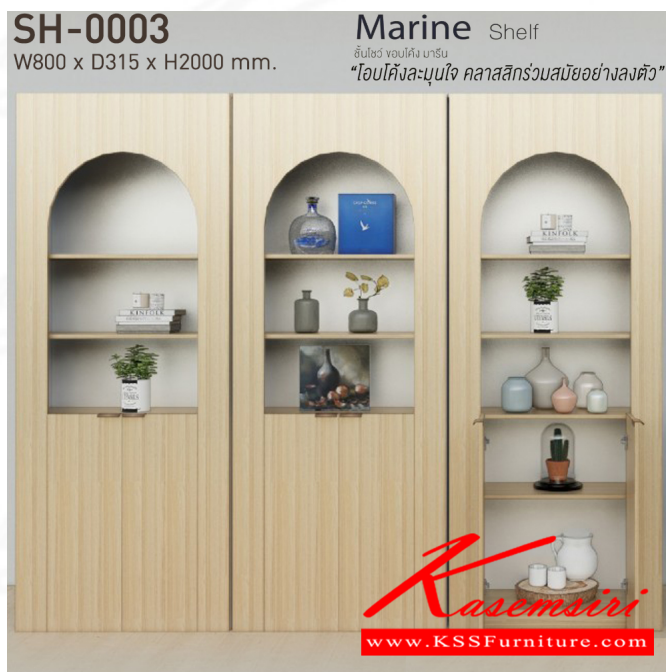 SH-0003
W800 x D315 x H2000 mm.
Marine Shelf
ชั้นโชว์ ขอบโค้ง มารีน
“โอบโค้งละมุนใจ คลาสสิกร่วมสมัยอย่างลงตัว”
KINFOLK
KINFOLK
Kasemsiri
www.KSSFurniture.com